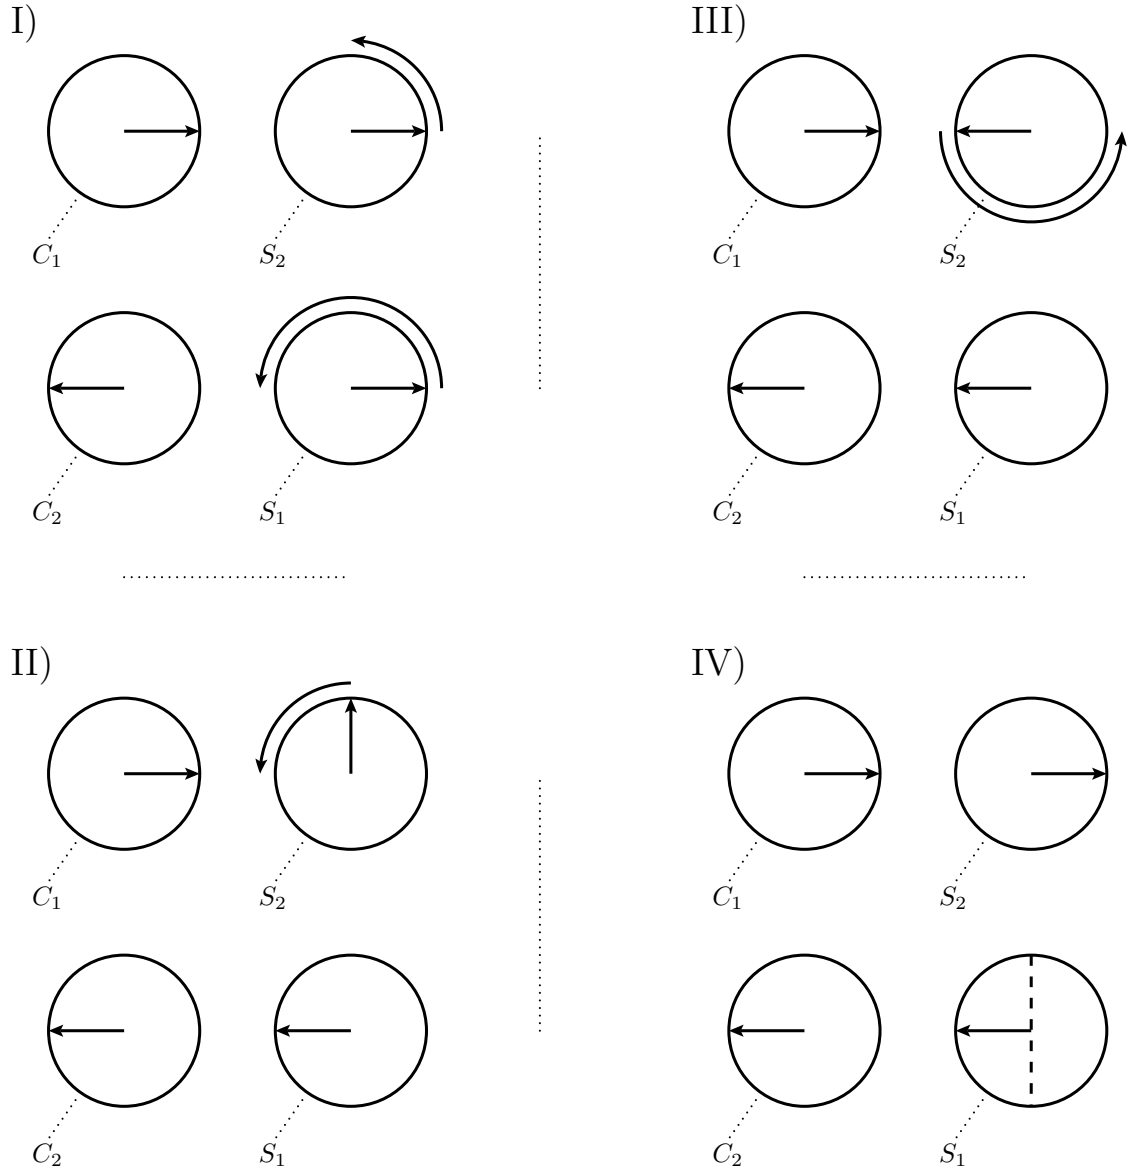 I)
C₁
S₂
C₂
S₁
II)
C₁
S₂
C₂
S₁
III)
C₁
S₂
C₂
S₁
IV)
C₁
S₂
C₂
S₁